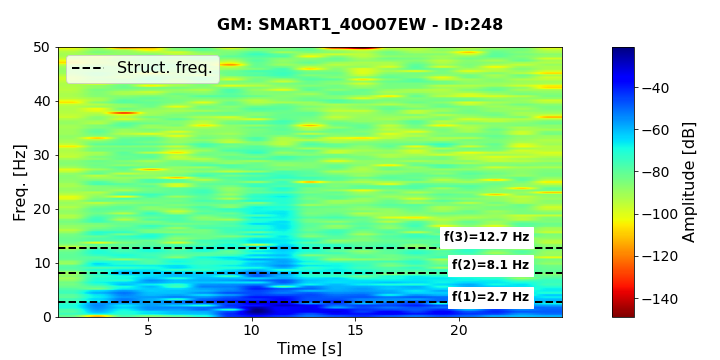 GM: SMART1_40O07EW - ID:248
50
40
30
20
10
0
Freq. [Hz]
Struct. freq.
f(3)=12.7 Hz
f(2)=8.1 Hz
f(1)=2.7 Hz
5
10
15
20
Time [s]
−40
−60
−80
−100
−120
−140
Amplitude [dB]